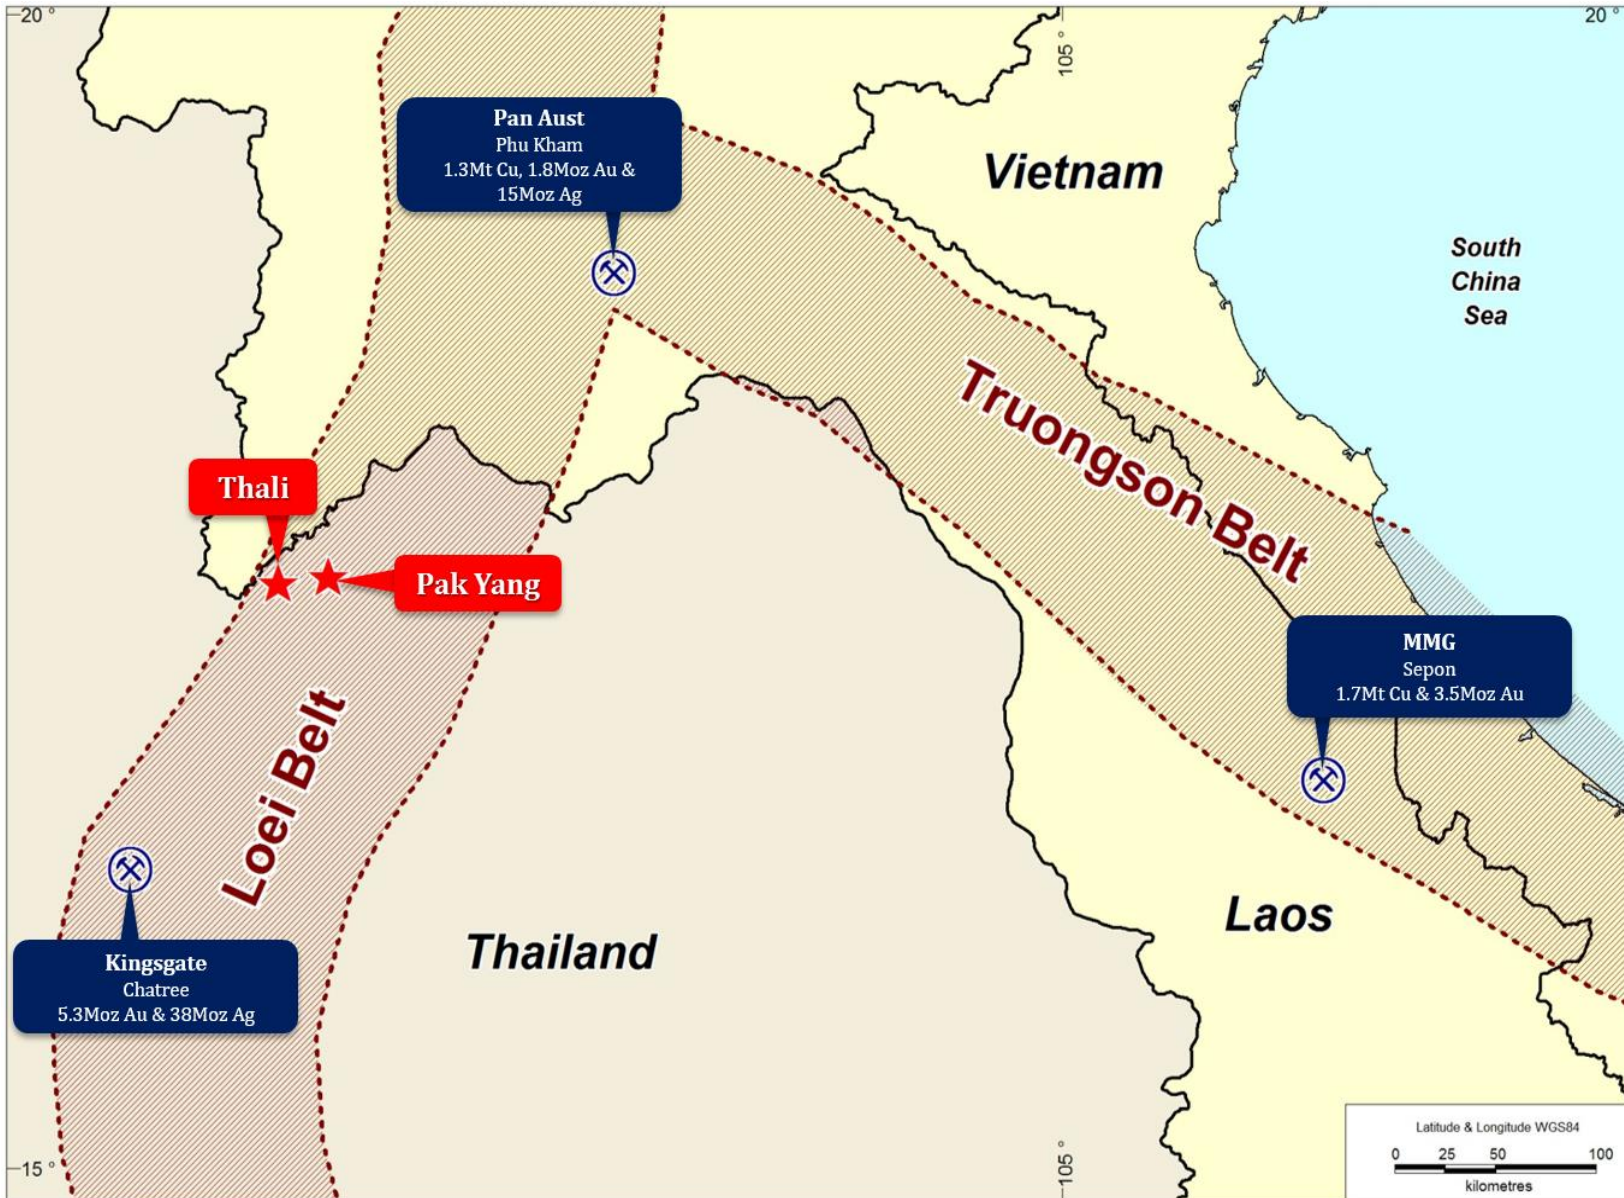 20 °
20 °
105 °
Pan Aust
Phu Kham
1.3Mt Cu, 1.8Moz Au &
15Moz Ag
Vietnam
South
China
Sea
Truongson Belt
Thali
Pak Yang
MMG
Sepon
1.7Mt Cu & 3.5Moz Au
Loei Belt
Kingsgate
Chatree
5.3Moz Au & 38Moz Ag
Thailand
Laos
15 °
105 °
Latitude & Longitude WGS84
0 25 50 100
kilometres